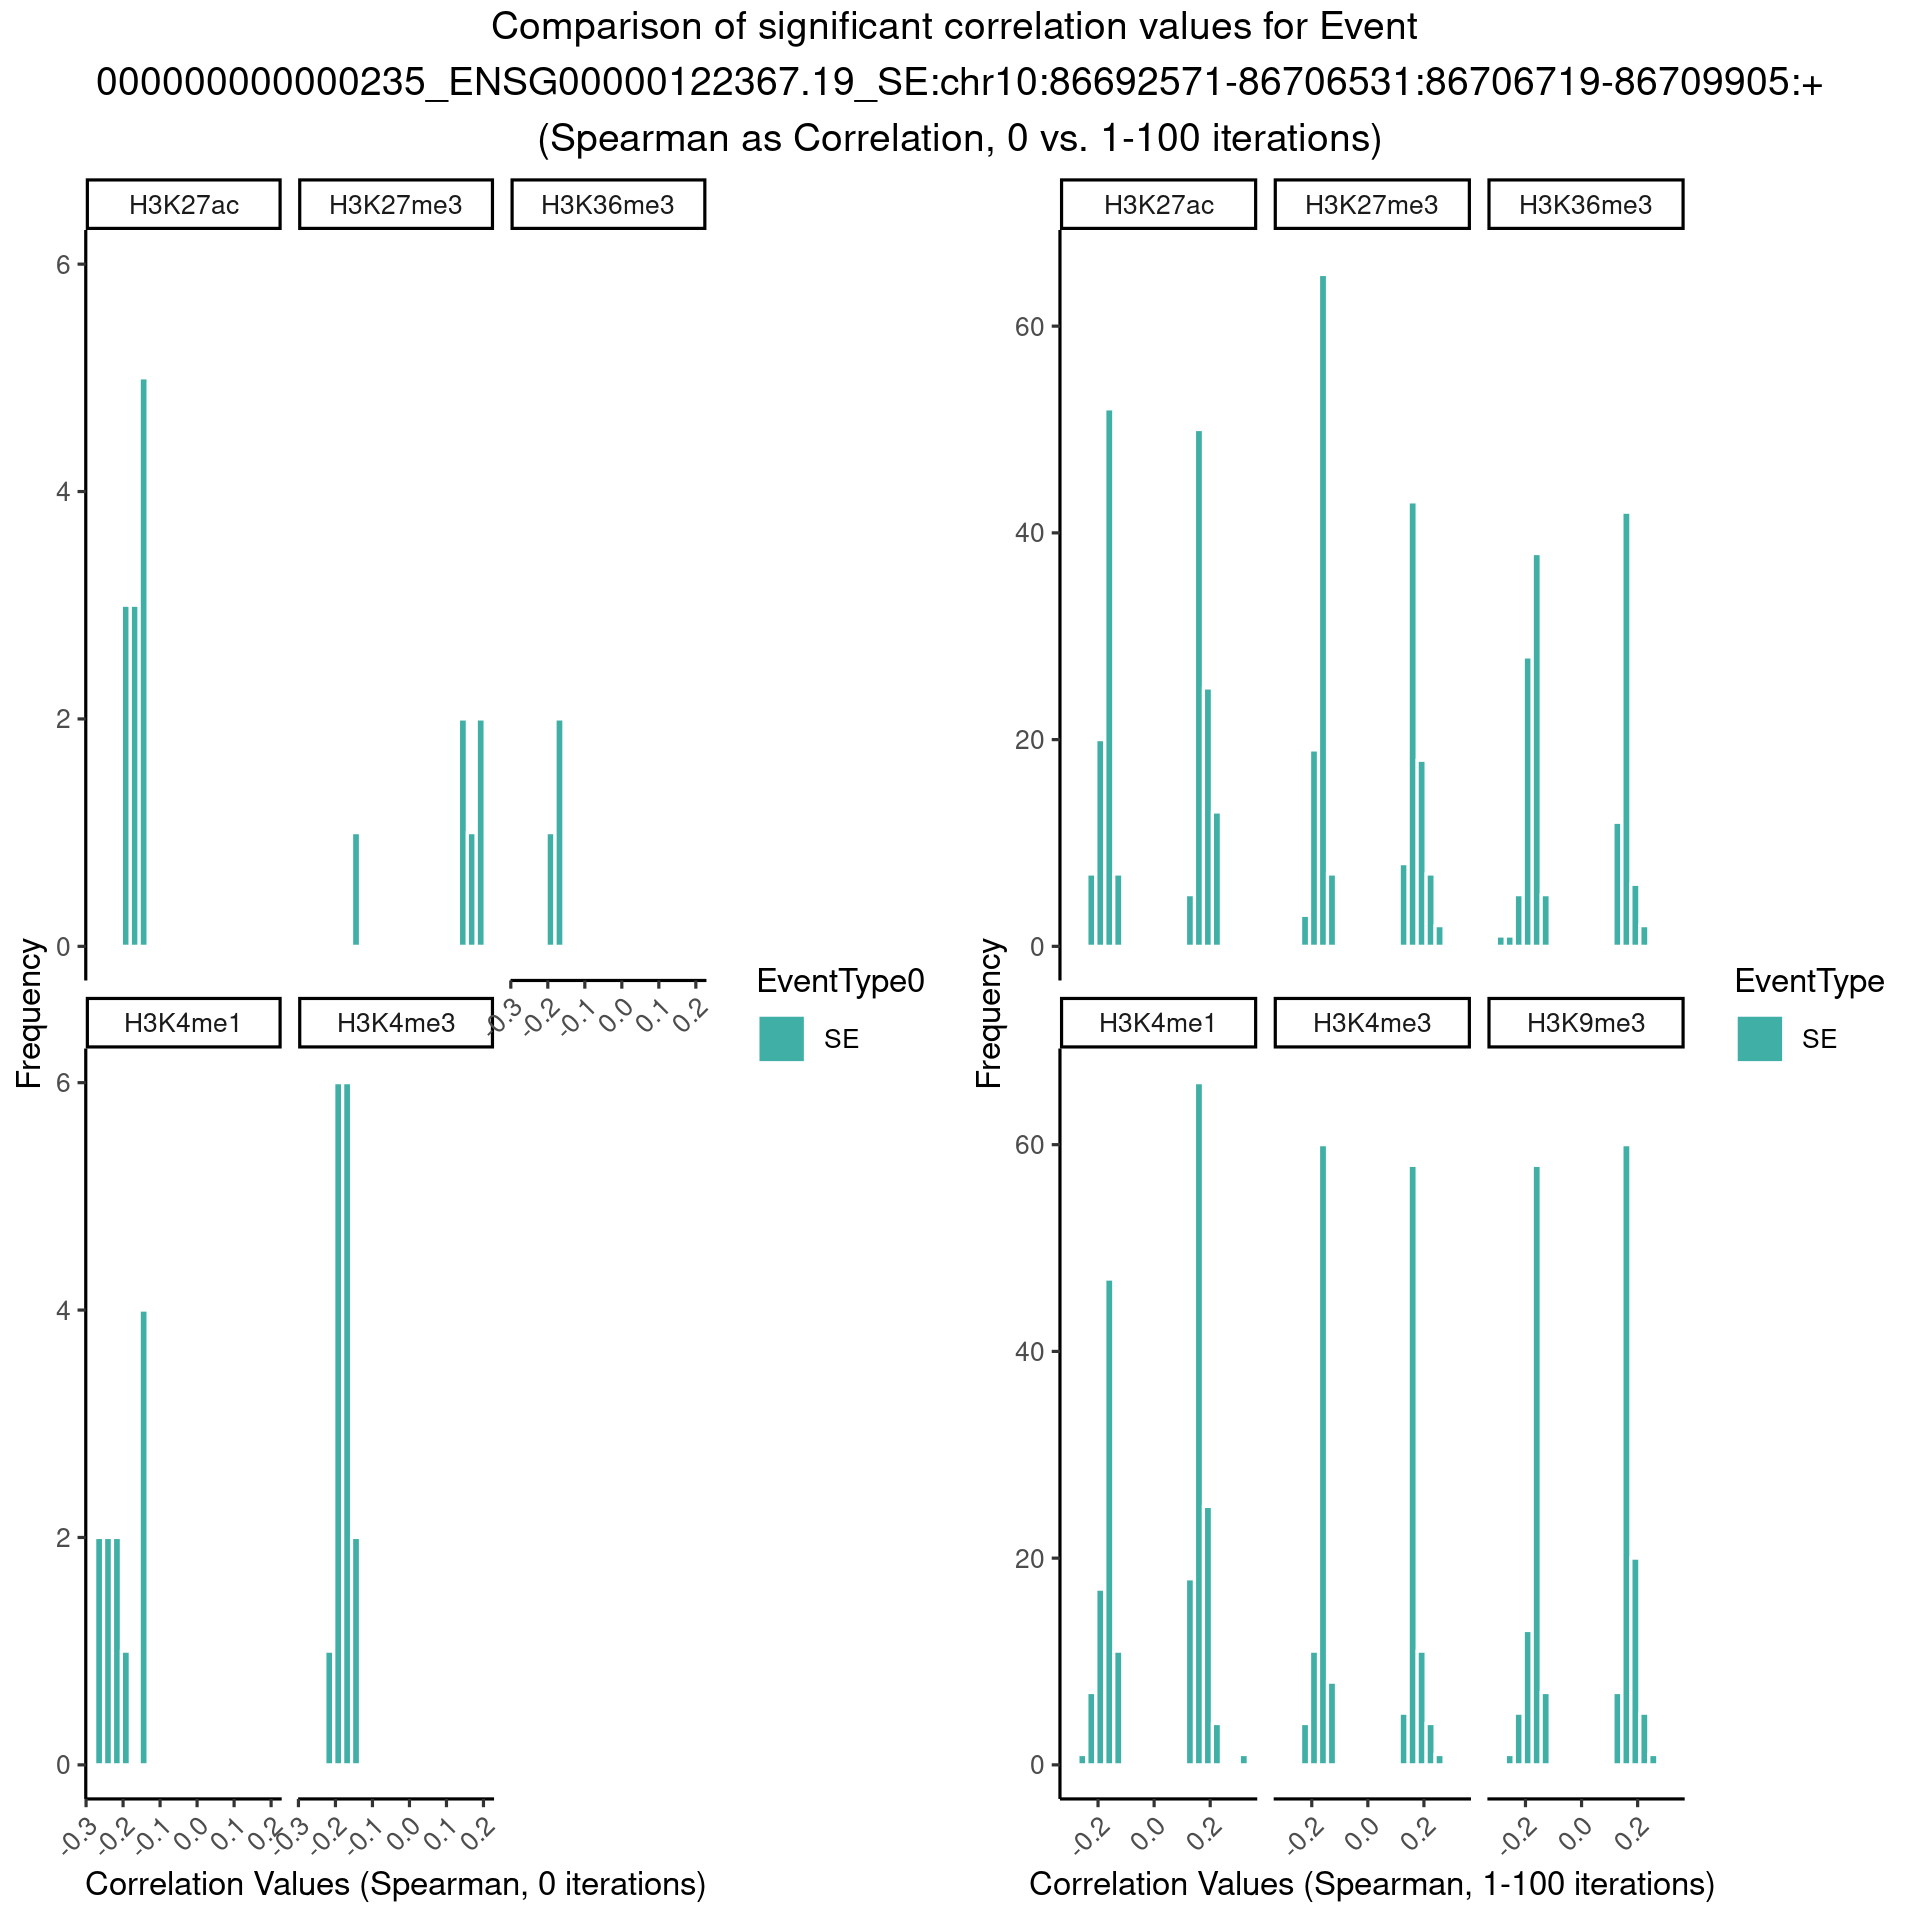 Comparison of significant correlation values for Event
000000000000235_ENSG00000122367.19_SE:chr10:86692571-86706531:86706719-86709905:+
(Spearman as Correlation, 0 vs. 1-100 iterations)
H3K27ac H3K27me3 H3K36me3
6
4
2
0
-0.3 -0.2 -0.1 0.0 0.1 0.2
H3K4me1 H3K4me3
6
4
2
0
-0.3 -0.2 -0.1 0.0 0.1 0.2
-0.3 -0.2 -0.1 0.0 0.1 0.2
Frequency
Correlation Values (Spearman, 0 iterations)
EventType0
SE
H3K27ac H3K27me3 H3K36me3
60
40
20
0
H3K4me1 H3K4me3 H3K9me3
60
40
20
0
-0.2 0.0 0.2
-0.2 0.0 0.2
-0.2 0.0 0.2
Frequency
Correlation Values (Spearman, 1-100 iterations)
EventType
SE